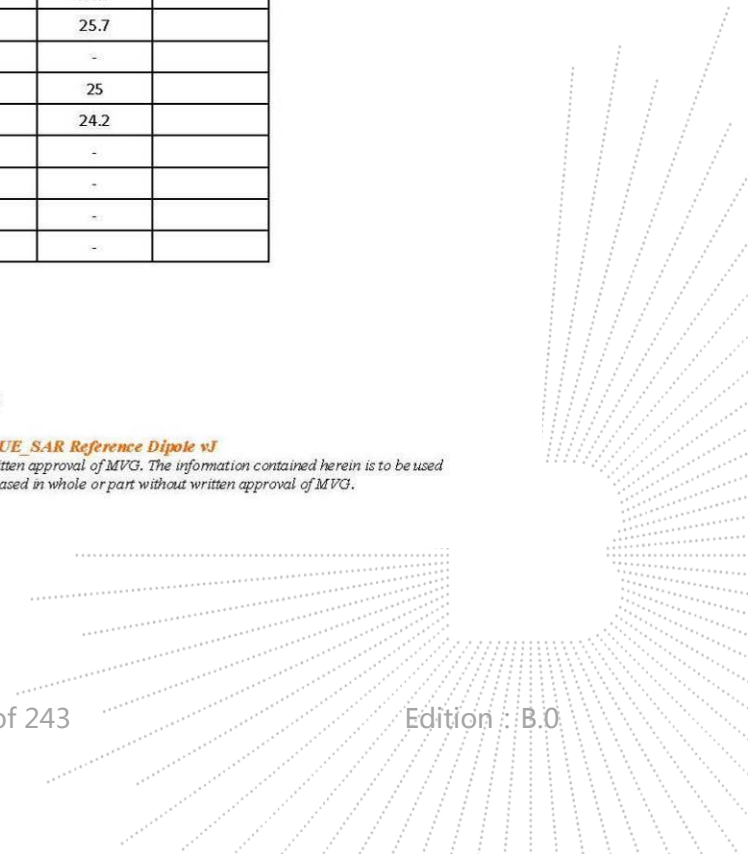 25.7
-
25
24.2
-
-
-
-
UE_SAR Reference Dipole vJ
tten approval of MVG. The information contained herein is to be used
ased in whole or part without written approval of MVG.
of 243
Edition : B.0